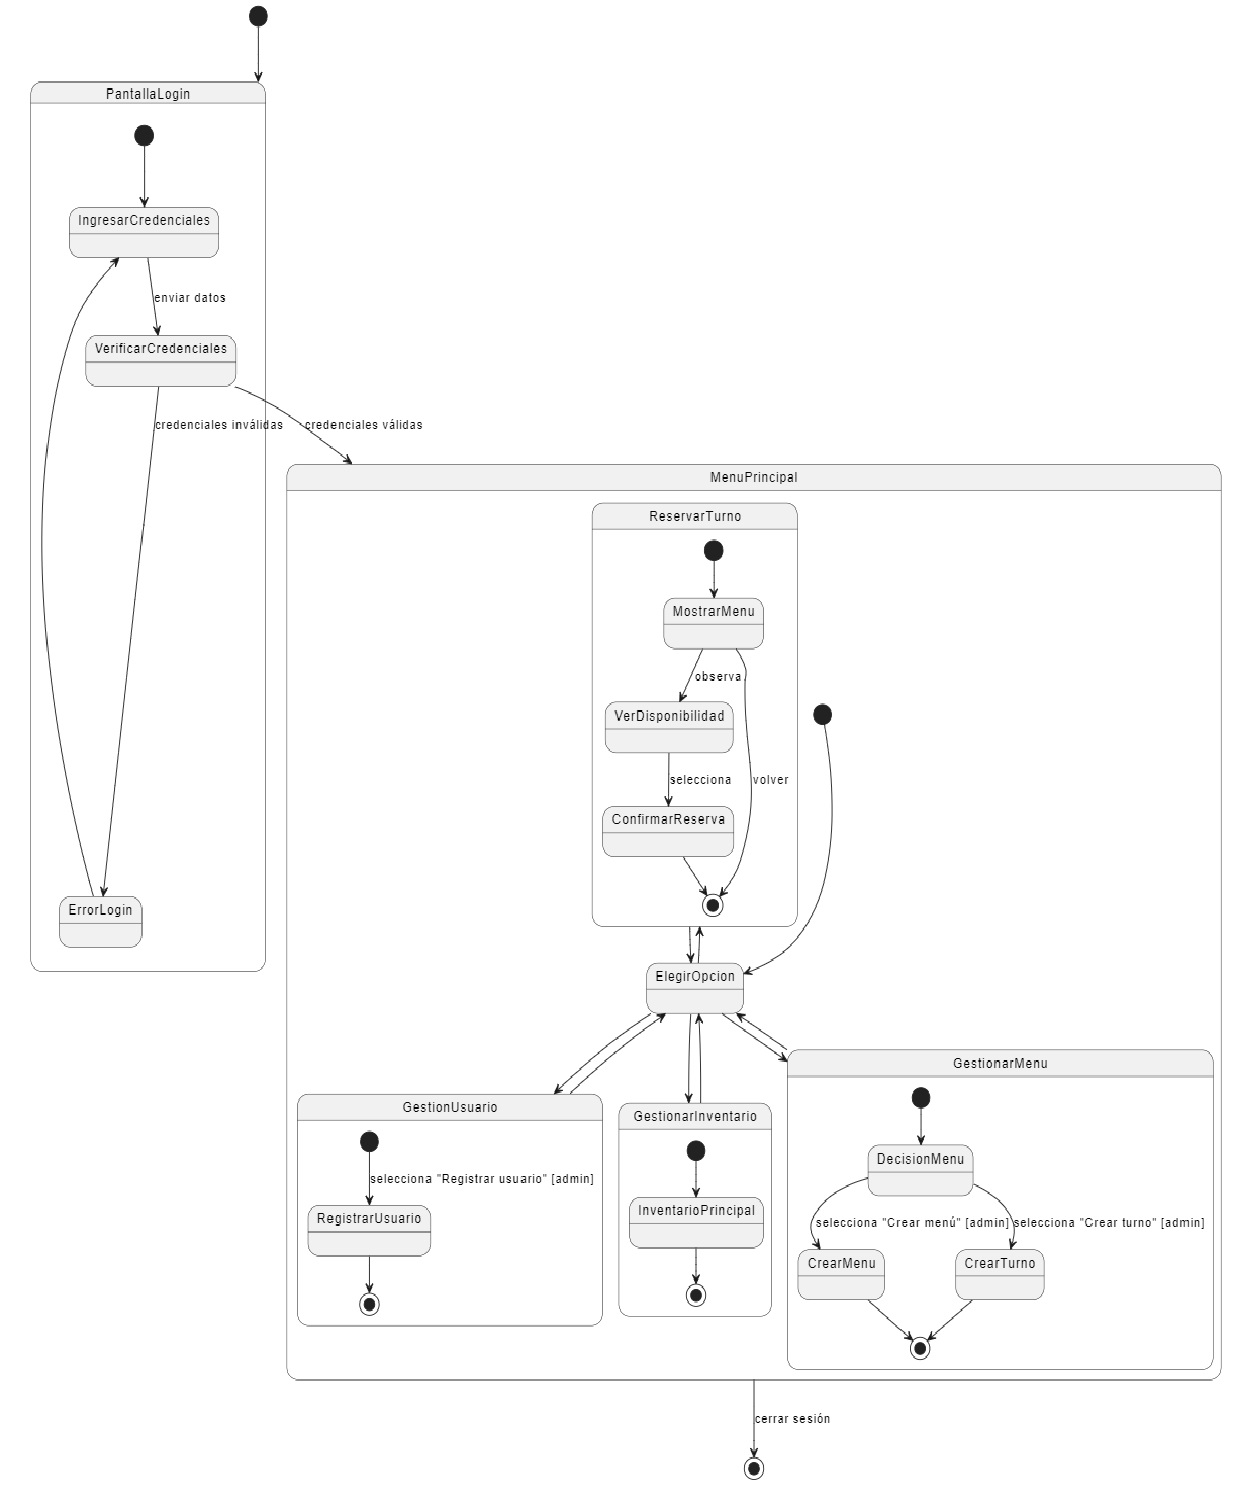 PantallaLogin
IngresarCredenciales
enviar datos
VerificarCredenciales
credenciales inválidas
credenciales válidas
ErrorLogin
MenuPrincipal
ReservarTurno
MostrarMenu
observa
VerDisponibilidad
selecciona
volver
ConfirmarReserva
ElegirOpcion
GestionUsuario
selecciona "Registrar usuario" [admin]
RegistrarUsuario
GestionarInventario
InventarioPrincipal
GestionarMenu
DecisionMenu
selecciona "Crear menú" [admin]
selecciona "Crear turno" [admin]
CrearMenu
CrearTurno
cerrar sesión